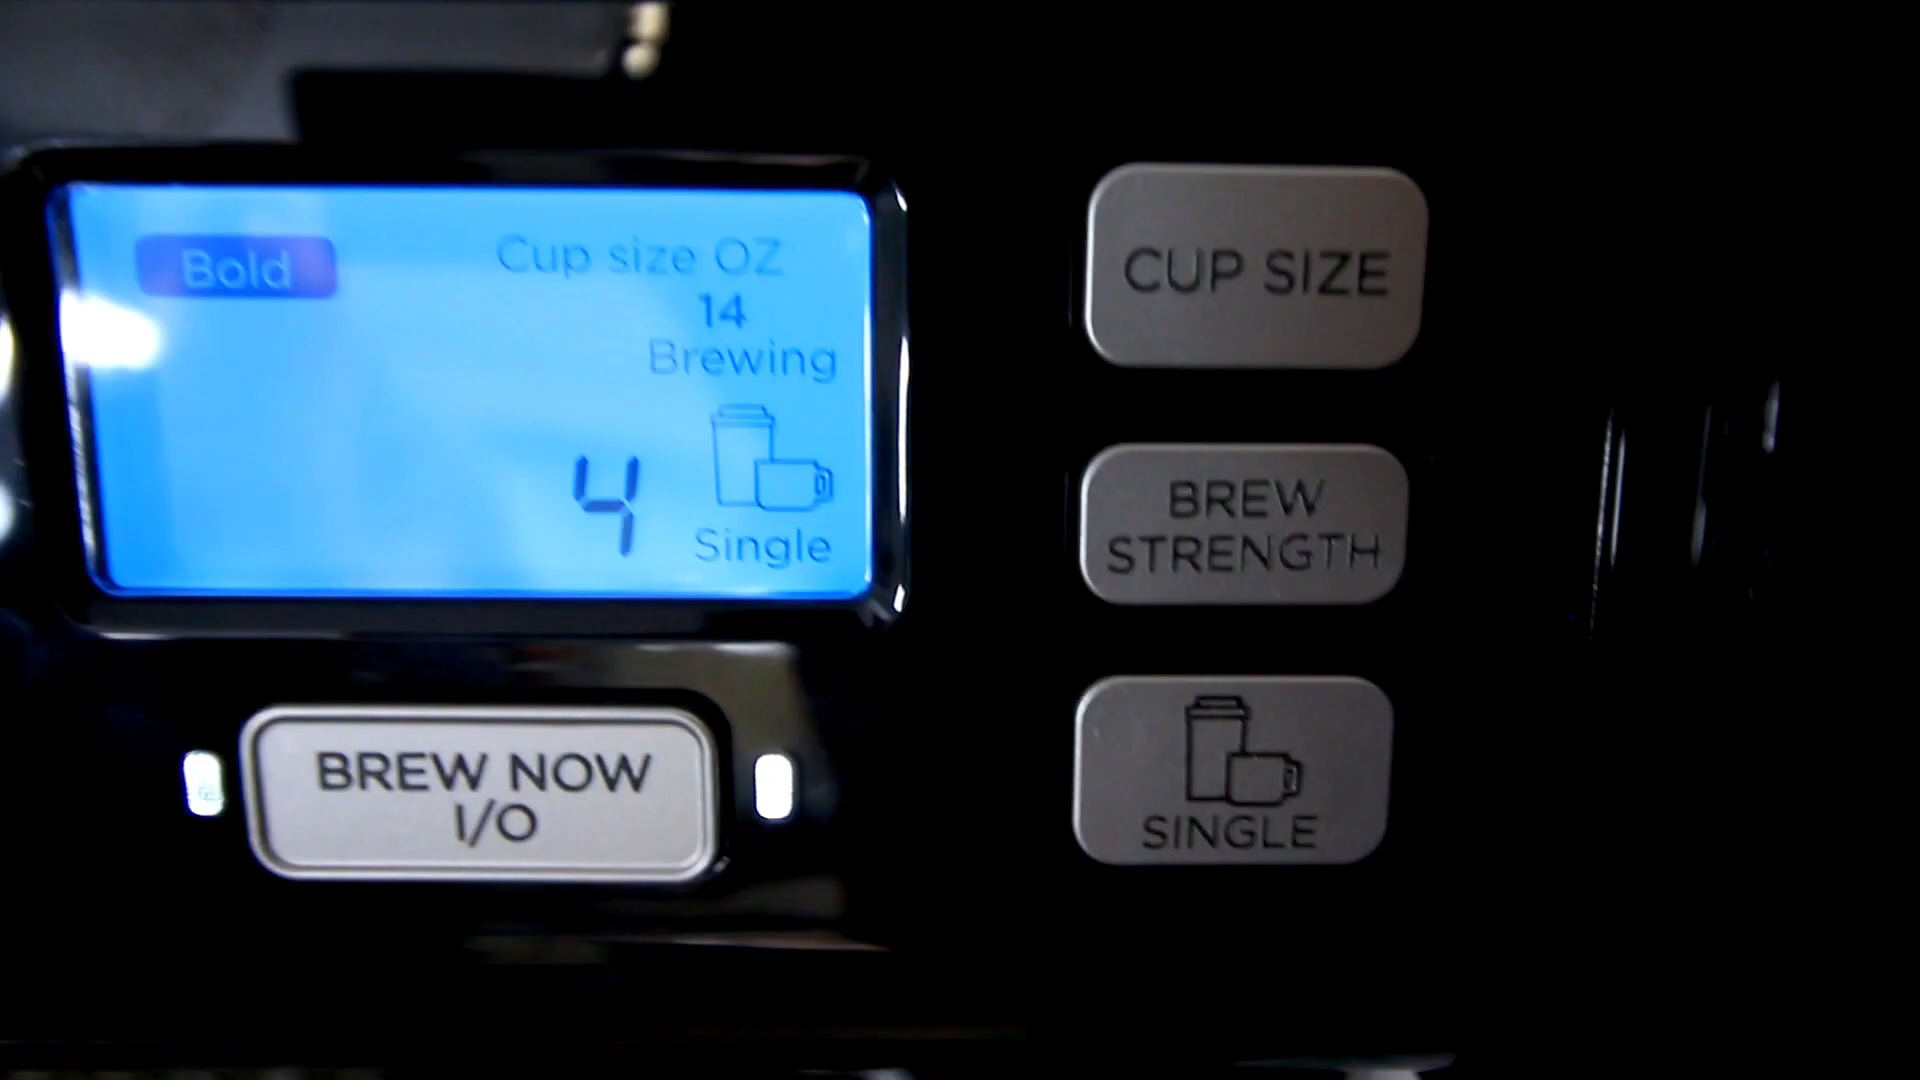 Bold
Cup size OZ
14
Brewing
4
Single
BREW NOW
I/O
CUP SIZE
BREW
STRENGTH
SINGLE